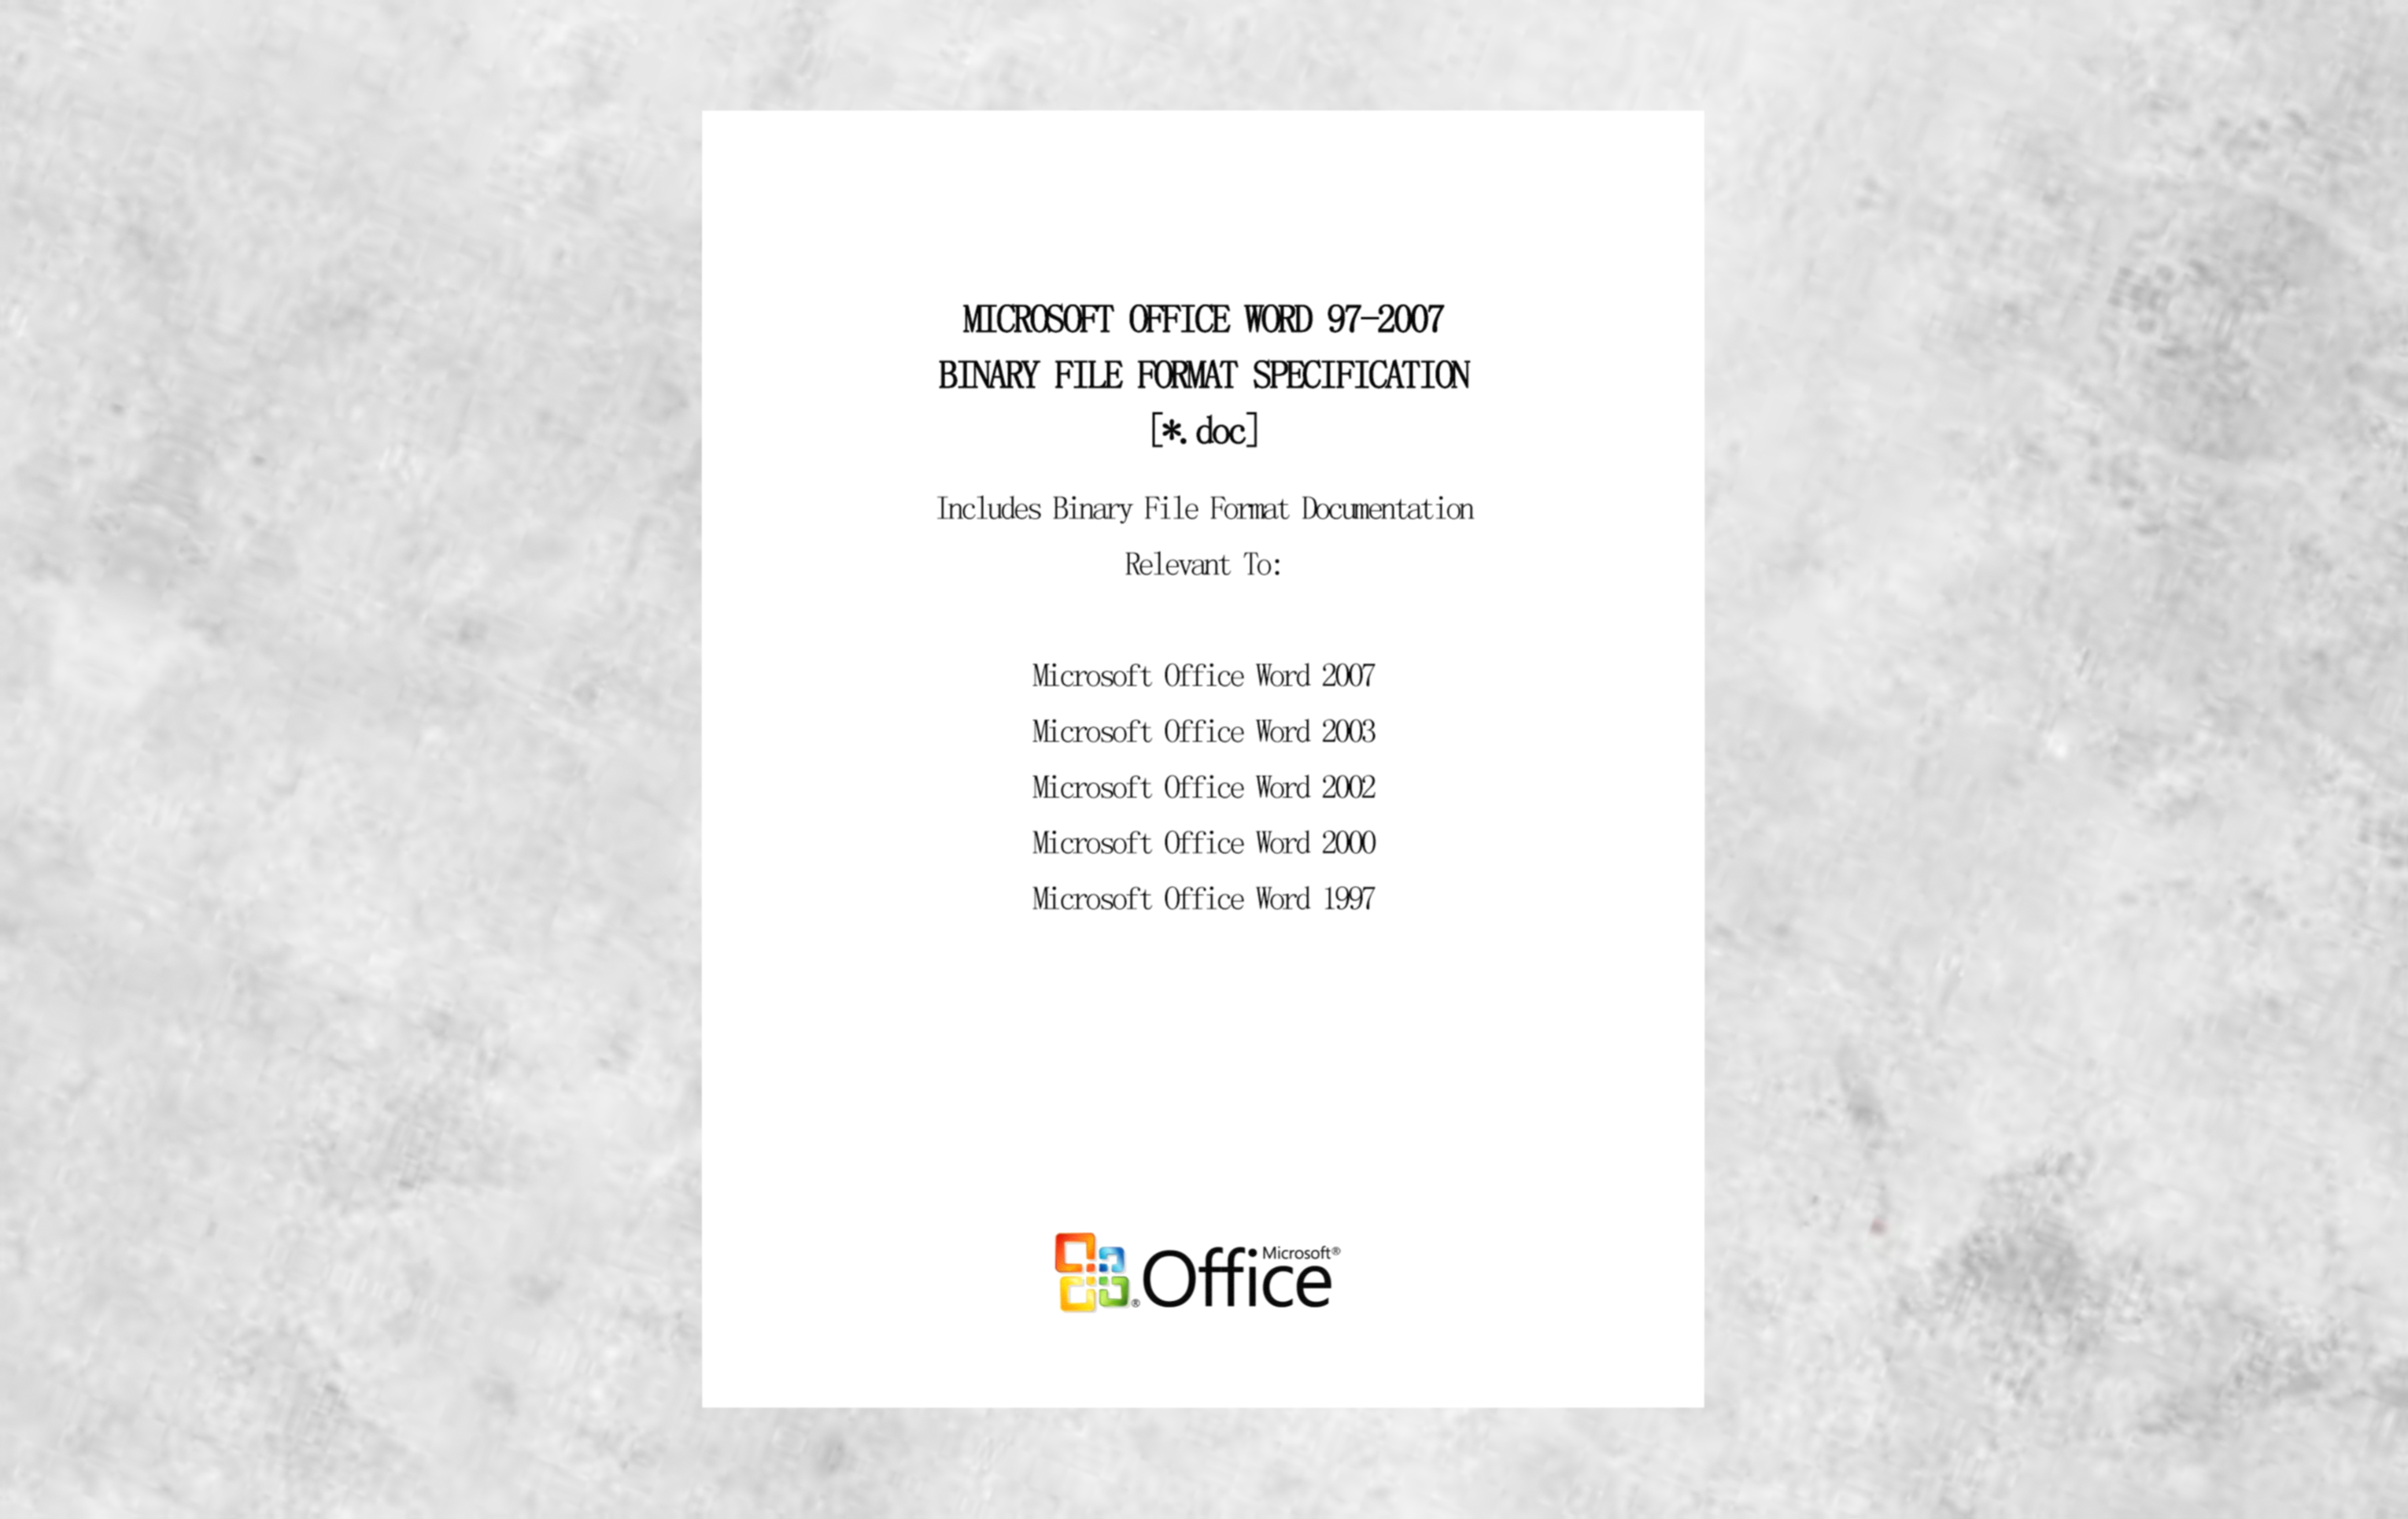 MICROSOFT OFFICE WORD 97-2007
BINARY FILE FORMAT SPECIFICATION
[*.doc]
Includes Binary File Format Documentation
Relevant To:
Microsoft Office Word 2007
Microsoft Office Word 2003
Microsoft Office Word 2002
Microsoft Office Word 2000
Microsoft Office Word 1997
Microsoft®
® Office